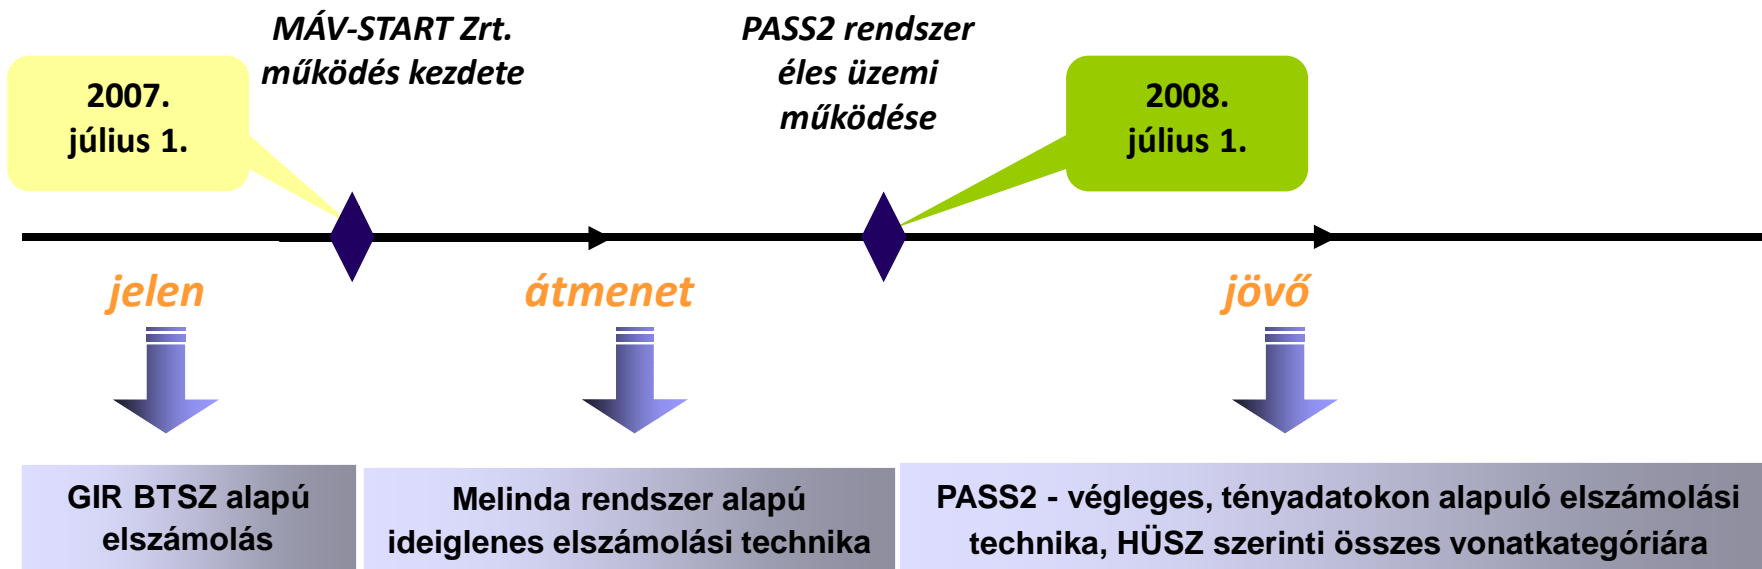 MÁV-START Zrt.
működés kezdete
PASS2 rendszer
éles üzemi
működése
2007.
július 1.
2008.
július 1.
jelen
átmenet
jövő
GIR BTSZ alapú
elszámolás
Melinda rendszer alapú
ideiglenes elszámolási technika
PASS2 - végleges, tényadatokon alapuló elszámolási
technika, HÜSZ szerinti összes vonatkategóriára